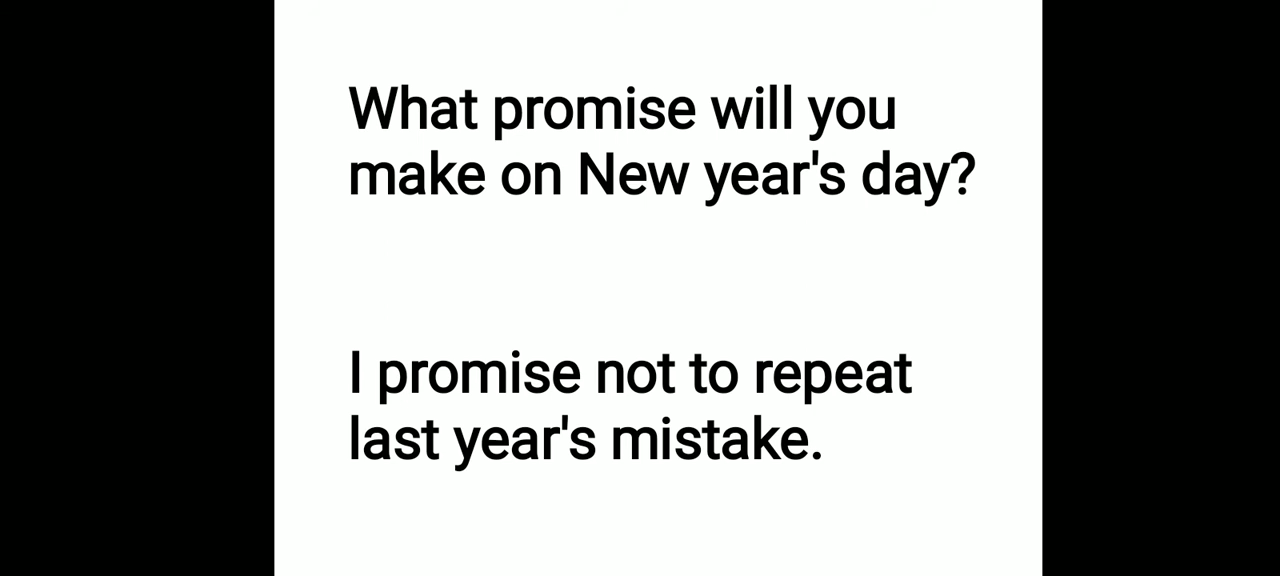 What promise will you
make on New year's day?
I promise not to repeat
last year's mistake.